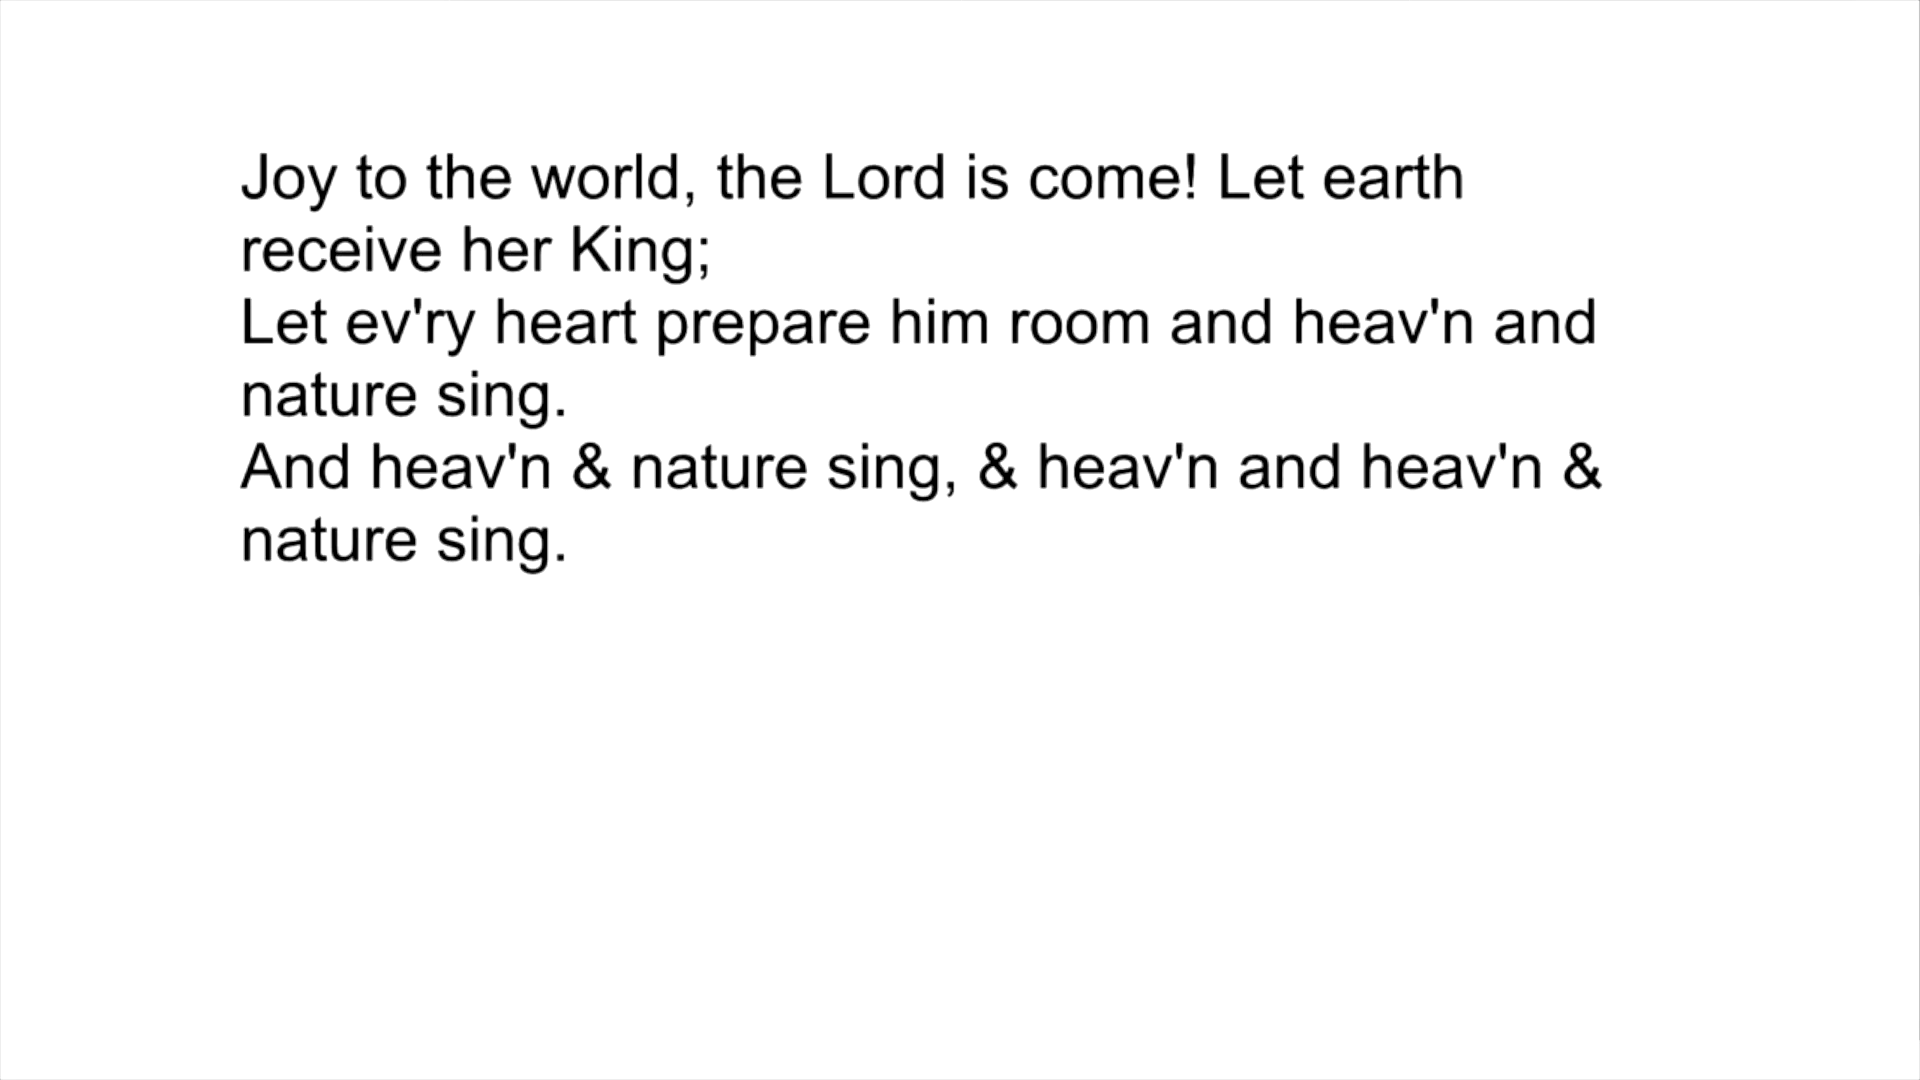 Joy to the world, the Lord is come! Let earth
receive her King;
Let ev'ry heart prepare him room and heav'n and
nature sing.
And heav'n & nature sing, & heav'n and heav'n &
nature sing.